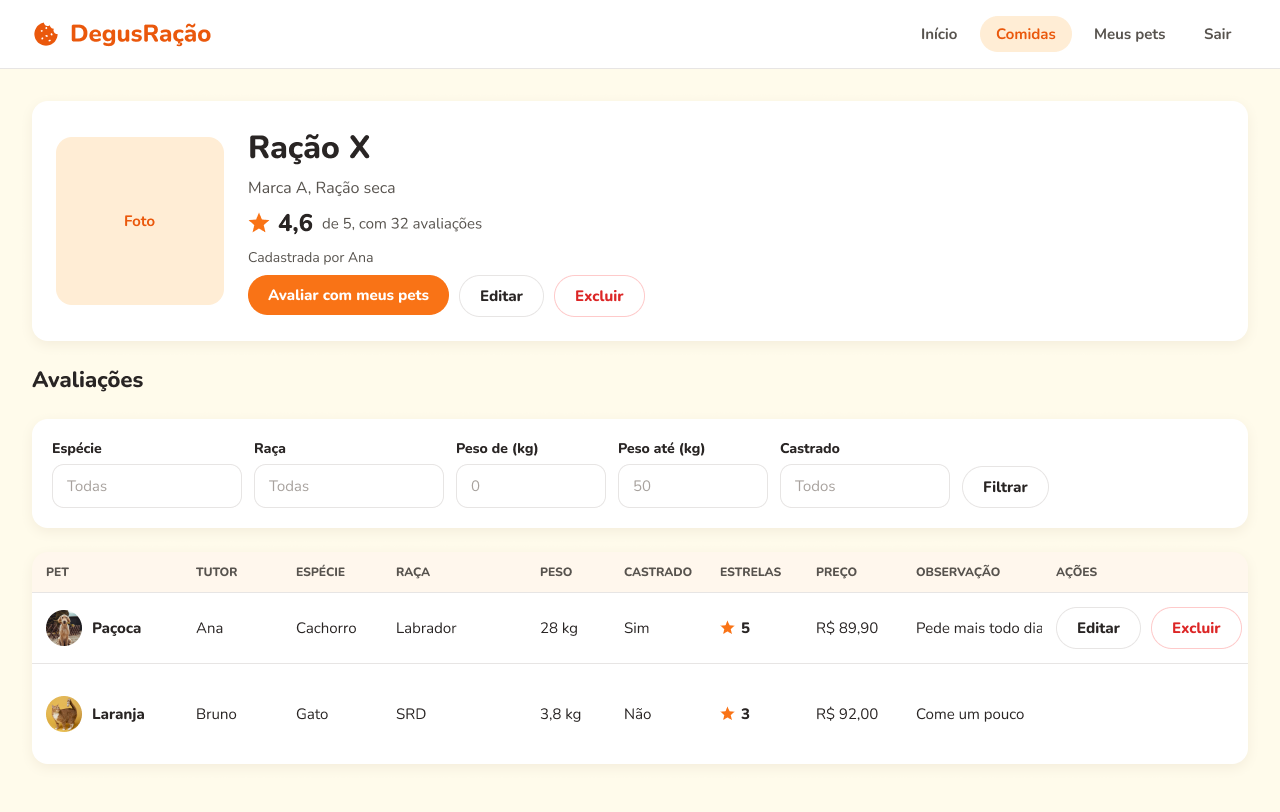 DegusRação
Início Comidas Meus pets Sair
Foto
Ração X
Marca A, Ração seca
4,6 de 5, com 32 avaliações
Cadastrada por Ana
Avaliar com meus pets Editar Excluir
Avaliações
Espécie Raça Peso de (kg) Peso até (kg) Castrado
Todas Todas 0 50 Todos Filtrar
PET TUTOR ESPÉCIE RAÇA PESO CASTRADO ESTRELAS PREÇO OBSERVAÇÃO AÇÕES
Paçoca Ana Cachorro Labrador 28 kg Sim 5 R$ 89,90 Pede mais todo dia Editar Excluir
Laranja Bruno Gato SRD 3,8 kg Não 3 R$ 92,00 Come um pouco